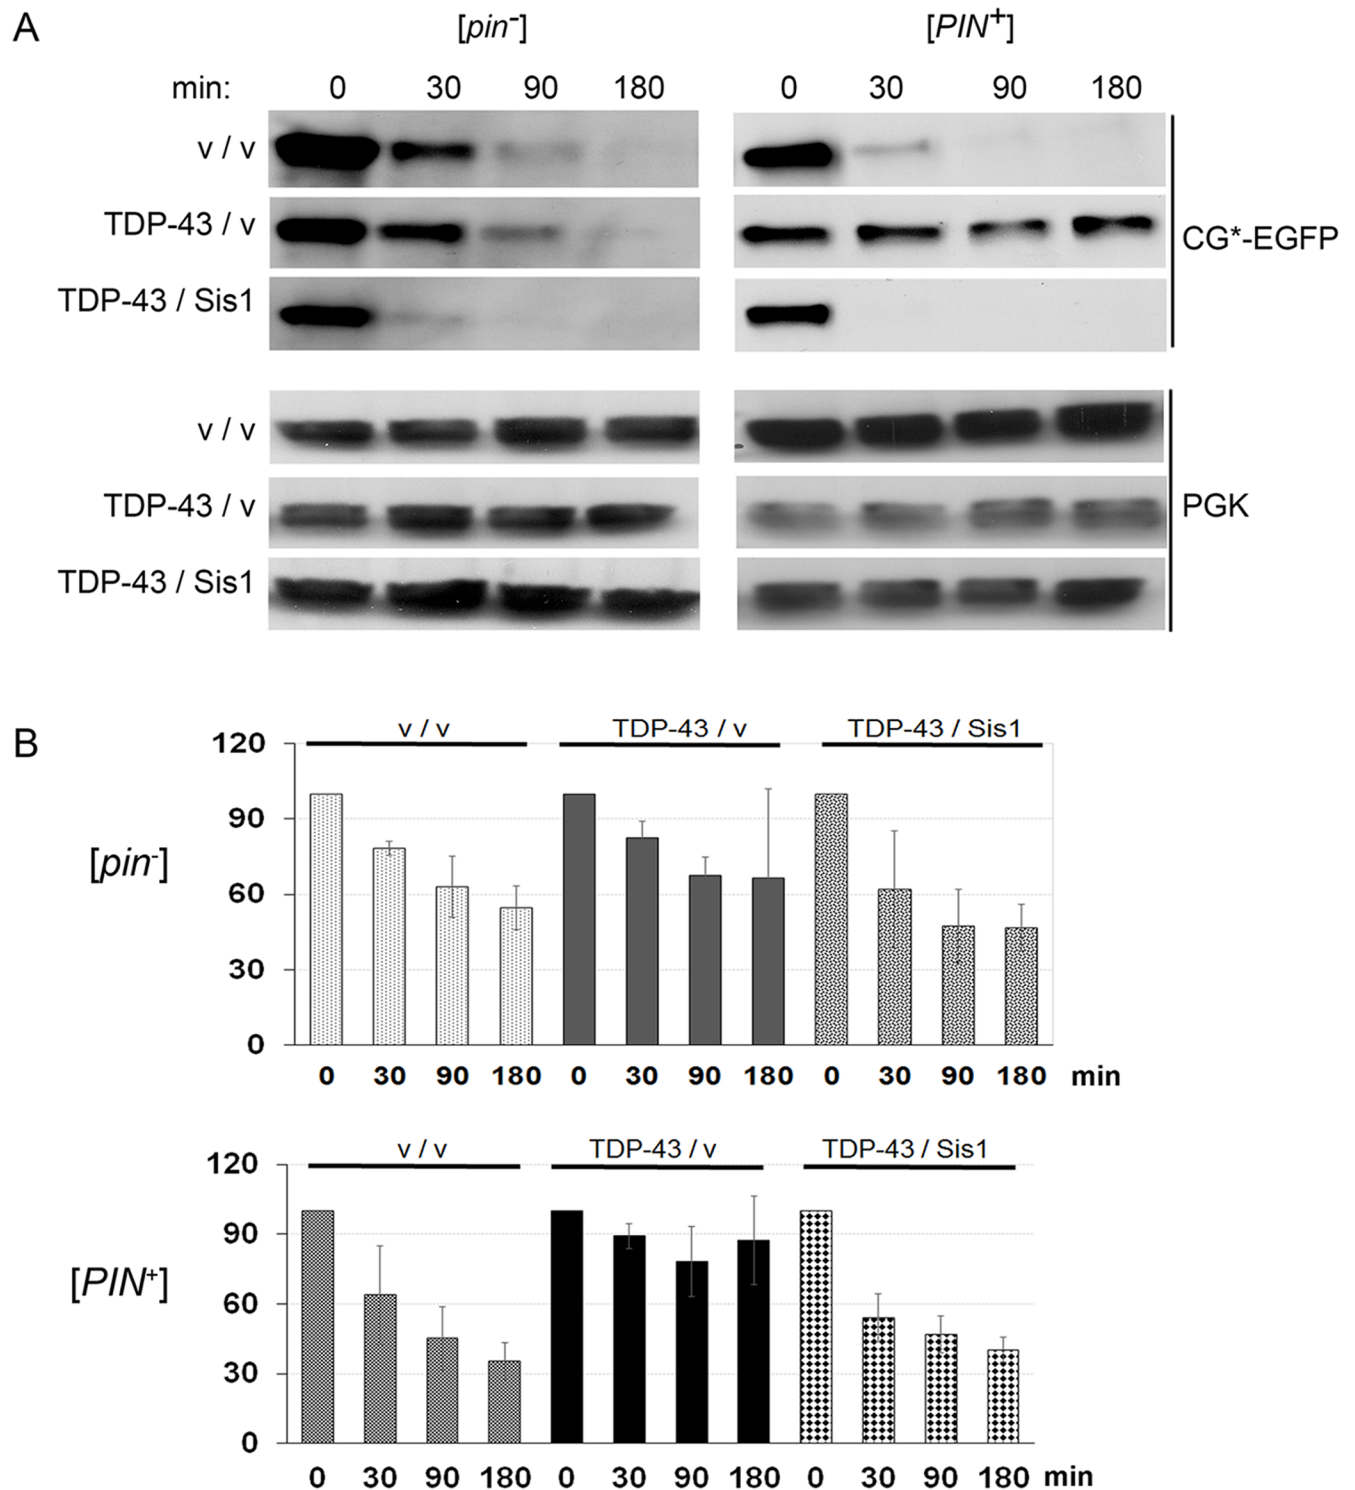 A
[pin-] [PIN+]
min: 0 30 90 180 0 30 90 180
v / v
TDP-43 / v
TDP-43 / Sis1
CG*-EGFP
v / v
TDP-43 / v
TDP-43 / Sis1
PGK
B
v / v TDP-43 / v TDP-43 / Sis1
120
90
[pin-]
60
30
0
0 30 90 180 0 30 90 180 0 30 90 180 min
v / v TDP-43 / v TDP-43 / Sis1
120
90
[PIN+]
60
30
0
0 30 90 180 0 30 90 180 0 30 90 180 min